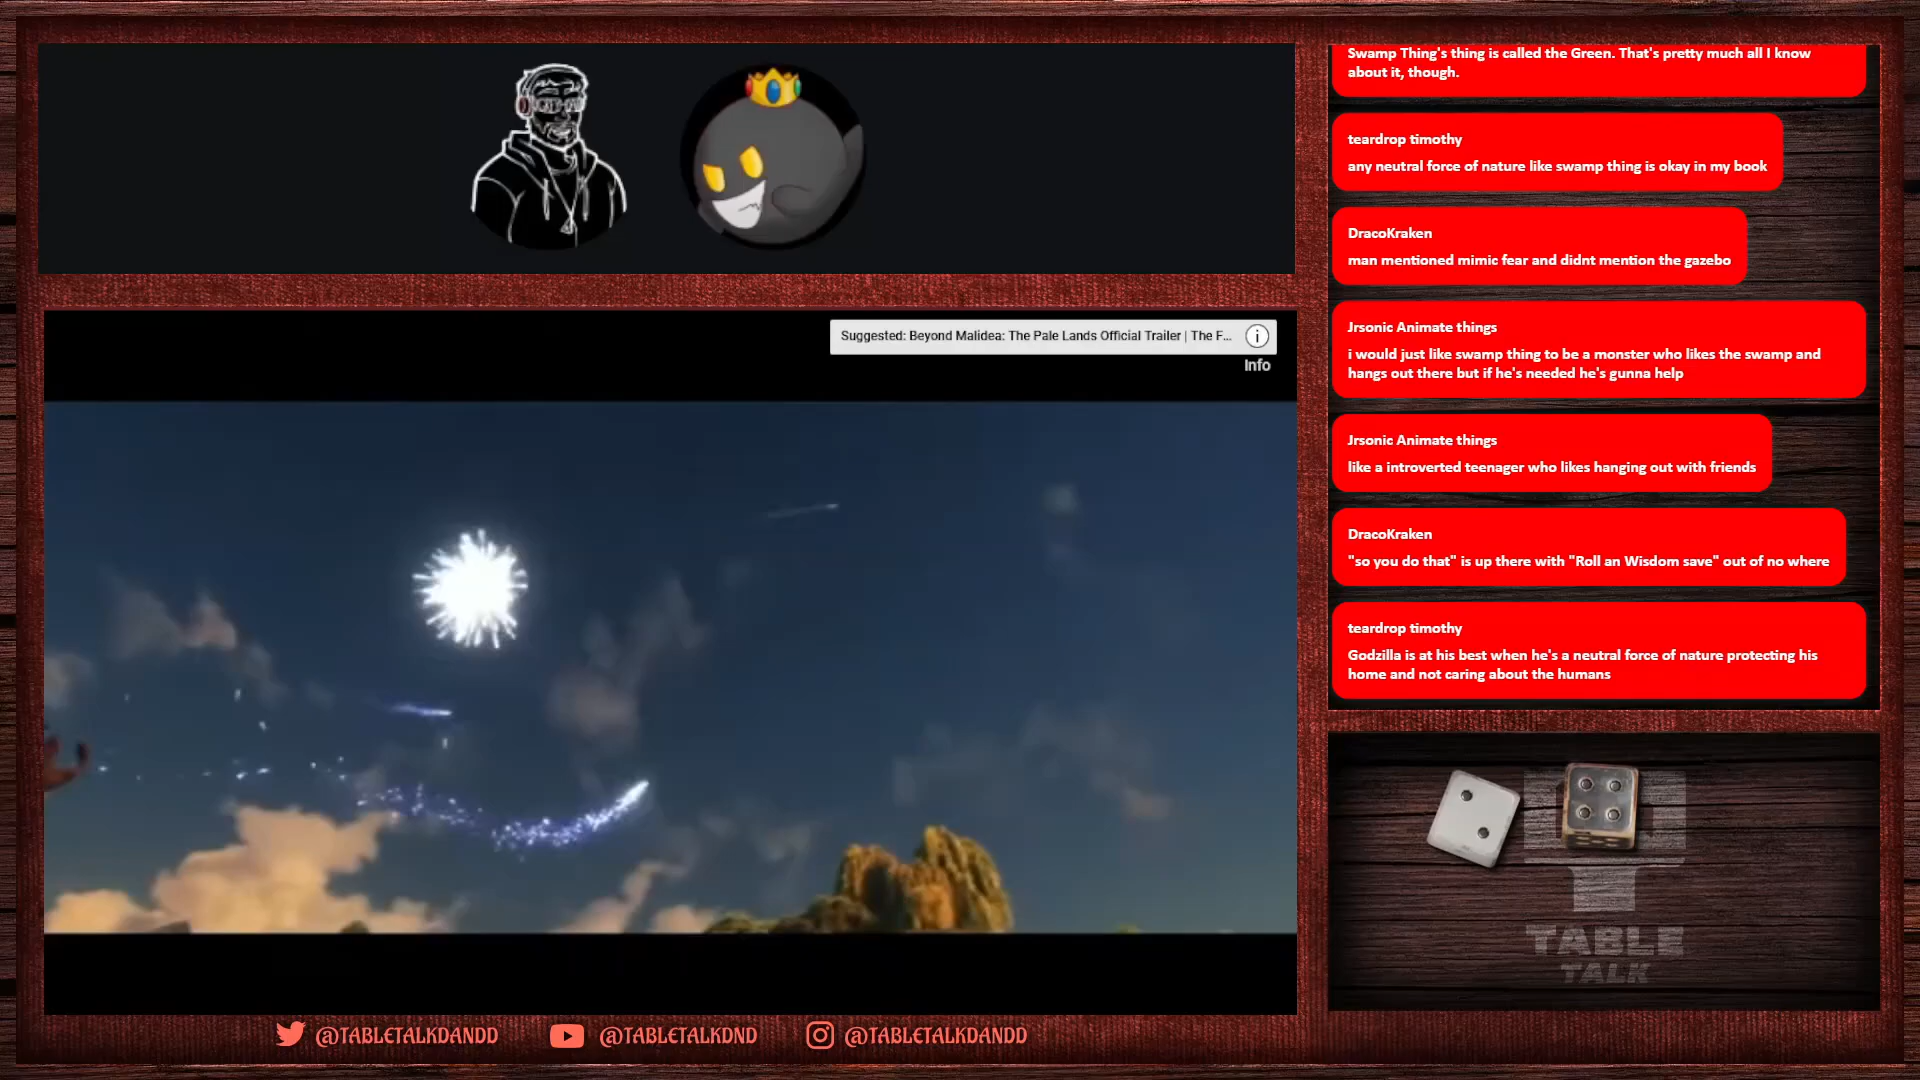 Suggested: Beyond Malidea: The Pale Lands Official Trailer | The F...
Info
Swamp Thing's thing is called the Green. That's pretty much all I know
about it, though.
teardrop timothy
any neutral force of nature like swamp thing is okay in my book
DracoKraken
man mentioned mimic fear and didnt mention the gazebo
Jrsonic Animate things
i would just like swamp thing to be a monster who likes the swamp and
hangs out there but if he's needed he's gunna help
Jrsonic Animate things
like a introverted teenager who likes hanging out with friends
DracoKraken
"so you do that" is up there with "Roll an Wisdom save" out of no where
teardrop timothy
Godzilla is at his best when he's a neutral force of nature protecting his
home and not caring about the humans
TABLE
TALK
@TABLETALKDANDD
@TABLETALKDND
@TABLETALKDANDD